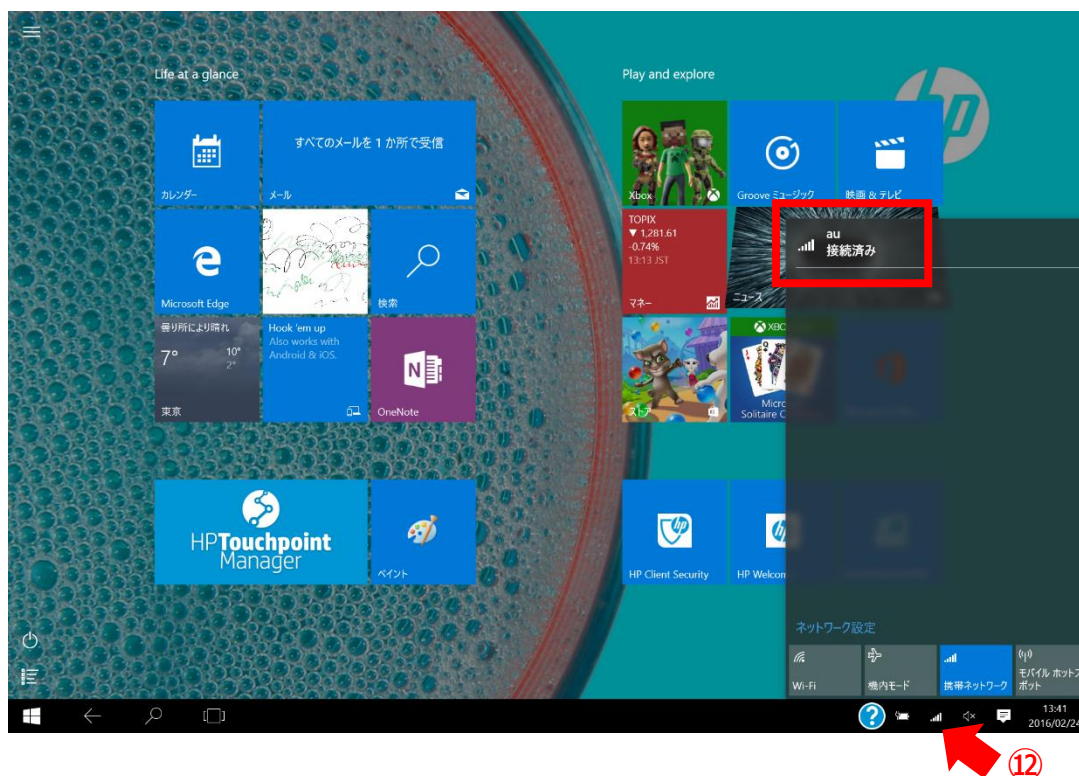 Life at a glance
Play and explore
hp
カレンダー
すべてのメールを 1 か所で受信
メール
Xbox
Groove ミュージック
映画 & テレビ
Microsoft Edge
検索
TOPIX
▼ 1,281.61
-0.74%
13:13 JST
マネー
ニュース
au
接続済み
曇り所により晴れ
7°
10°
2°
東京
Hook 'em up
Also works with
Android & iOS.
N
OneNote
ストア
XBO
Micro
Solitaire C
HP Touchpoint
Manager
ペイント
hp
HP Client Security
HP Welcom
ネットワーク設定
Wi-Fi
機内モード
携帯ネットワーク
モバイル ホットス
ポット
?
13:41
2016/02/24
⑫